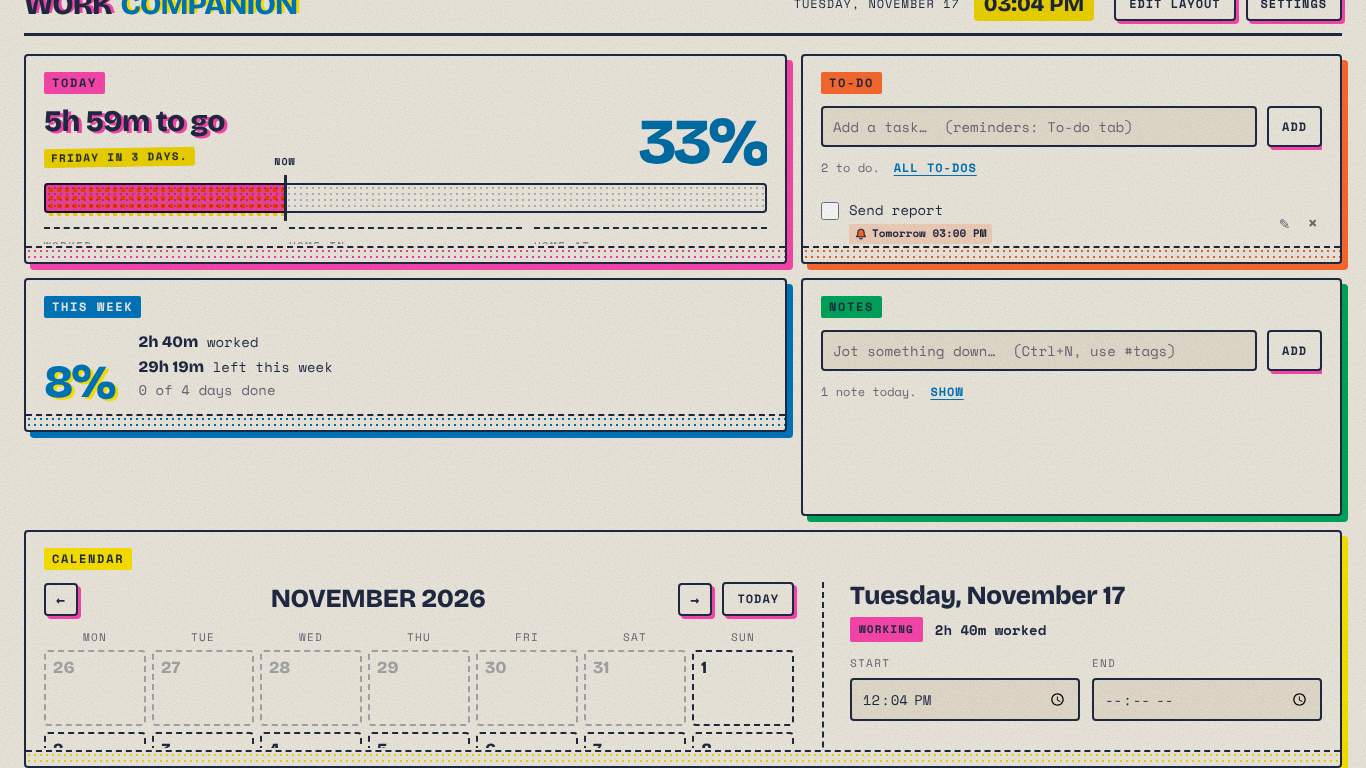 WORK COMPANION
TUESDAY, NOVEMBER 17
03:04 PM
EDIT LAYOUT
SETTINGS
TODAY
5h 59m to go
33%
FRIDAY IN 3 DAYS.
NOW
TO-DO
Add a task… (reminders: To-do tab)
ADD
2 to do. ALL TO-DOS
Send report
Tomorrow 03:00 PM
✎ ×
THIS WEEK
8%
2h 40m worked
29h 19m left this week
0 of 4 days done
NOTES
Jot something down… (Ctrl+N, use #tags)
ADD
1 note today. SHOW
CALENDAR
← NOVEMBER 2026 → TODAY
MON TUE WED THU FRI SAT SUN
26 27 28 29 30 31 1
Tuesday, November 17
WORKING 2h 40m worked
START END
12:04 PM --:-- --